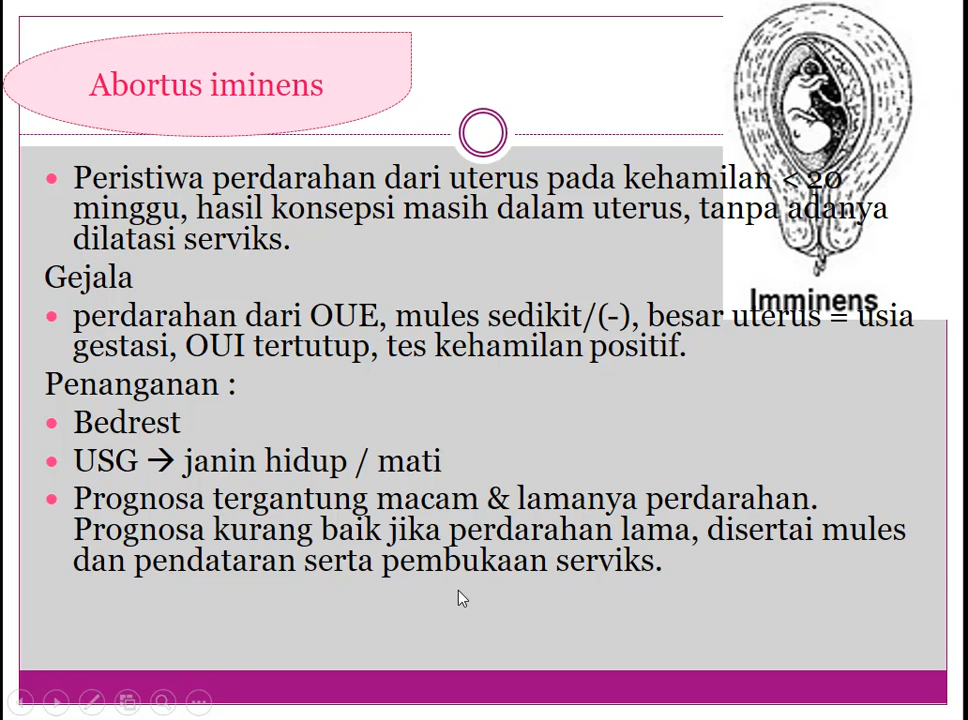 Abortus iminens
• Peristiwa perdarahan dari uterus pada kehamilan < 20
minggu, hasil konsepsi masih dalam uterus, tanpa adanya
dilatasi serviks.
Imminens
Gejala
• perdarahan dari OUE, mules sedikit/(-), besar uterus = usia
gestasi, OUI tertutup, tes kehamilan positif.
Penanganan :
• Bedrest
• USG → janin hidup / mati
• Prognosa tergantung macam & lamanya perdarahan.
Prognosa kurang baik jika perdarahan lama, disertai mules
dan pendataran serta pembukaan serviks.